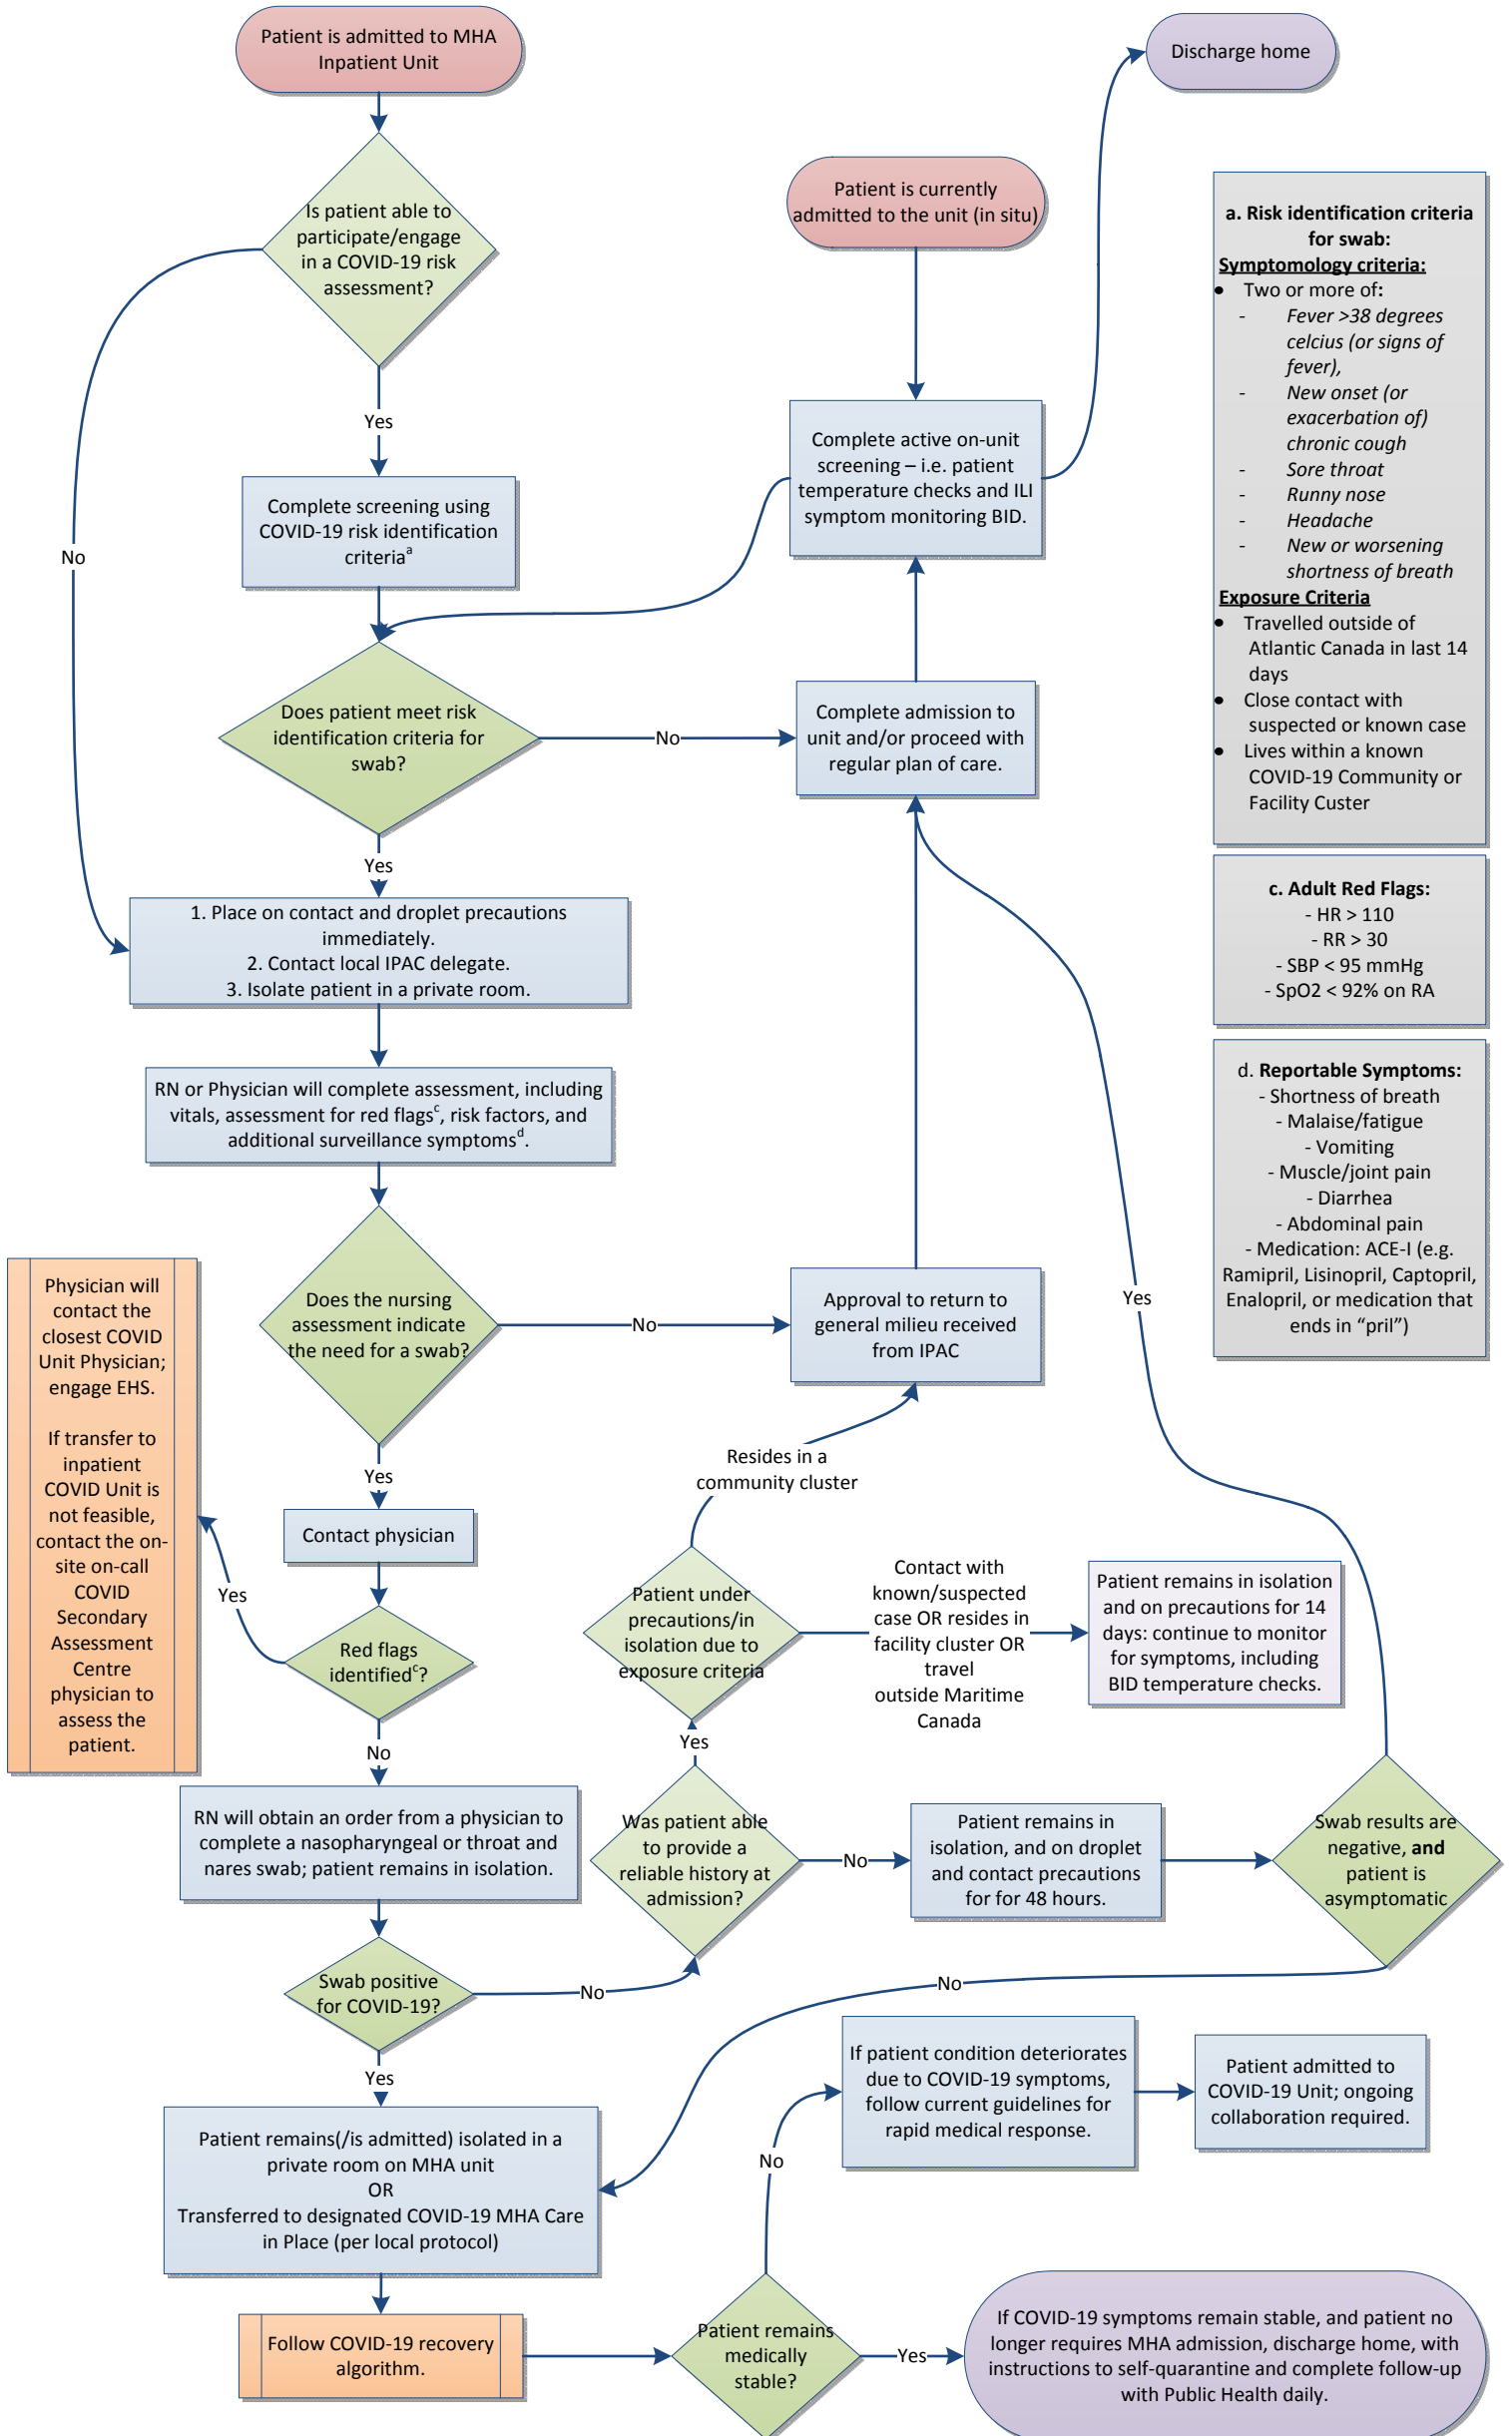 Patient is admitted to MHA
Inpatient Unit
Discharge home
Patient is currently
admitted to the unit (in situ)
Is patient able to
participate/engage
in a COVID-19 risk
assessment?
Yes
No
Complete screening using
COVID-19 risk identification
criteriaᵃ
Complete active on-unit
screening – i.e. patient
temperature checks and ILI
symptom monitoring BID.
Does patient meet risk
identification criteria for
swab?
No
Complete admission to
unit and/or proceed with
regular plan of care.
Yes
1. Place on contact and droplet precautions
immediately.
2. Contact local IPAC delegate.
3. Isolate patient in a private room.
RN or Physician will complete assessment, including
vitals, assessment for red flagsᶜ, risk factors, and
additional surveillance symptomsᵈ.
Does the nursing
assessment indicate
the need for a swab?
No
Approval to return to
general milieu received
from IPAC
Yes
Yes
Contact physician
Physician will
contact the
closest COVID
Unit Physician;
engage EHS.
If transfer to
inpatient
COVID Unit is
not feasible,
contact the on-
site on-call
COVID
Secondary
Assessment
Centre
physician to
assess the
patient.
Yes
Red flags
identifiedᶜ?
No
Resides in a
community cluster
Patient under
precautions/in
isolation due to
exposure criteria
Contact with
known/suspected
case OR resides in
facility cluster OR
travel
outside Maritime
Canada
Patient remains in isolation
and on precautions for 14
days: continue to monitor
for symptoms, including
BID temperature checks.
Yes
RN will obtain an order from a physician to
complete a nasopharyngeal or throat and
nares swab; patient remains in isolation.
Was patient able
to provide a
reliable history at
admission?
No
Patient remains in
isolation, and on droplet
and contact precautions
for for 48 hours.
Swab results are
negative, and
patient is
asymptomatic
Swab positive
for COVID-19?
No
No
Yes
Patient remains(/is admitted) isolated in a
private room on MHA unit
OR
Transferred to designated COVID-19 MHA Care
in Place (per local protocol)
If patient condition deteriorates
due to COVID-19 symptoms,
follow current guidelines for
rapid medical response.
Patient admitted to
COVID-19 Unit; ongoing
collaboration required.
No
Follow COVID-19 recovery
algorithm.
Patient remains
medically
stable?
Yes
If COVID-19 symptoms remain stable, and patient no
longer requires MHA admission, discharge home, with
instructions to self-quarantine and complete follow-up
with Public Health daily.
a. Risk identification criteria
for swab:
Symptomology criteria:
• Two or more of:
- Fever >38 degrees
celcius (or signs of
fever),
- New onset (or
exacerbation of)
chronic cough
- Sore throat
- Runny nose
- Headache
- New or worsening
shortness of breath
Exposure Criteria
• Travelled outside of
Atlantic Canada in last 14
days
• Close contact with
suspected or known case
• Lives within a known
COVID-19 Community or
Facility Custer
c. Adult Red Flags:
- HR > 110
- RR > 30
- SBP < 95 mmHg
- SpO2 < 92% on RA
d. Reportable Symptoms:
- Shortness of breath
- Malaise/fatigue
- Vomiting
- Muscle/joint pain
- Diarrhea
- Abdominal pain
- Medication: ACE-I (e.g.
Ramipril, Lisinopril, Captopril,
Enalopril, or medication that
ends in “pril”)